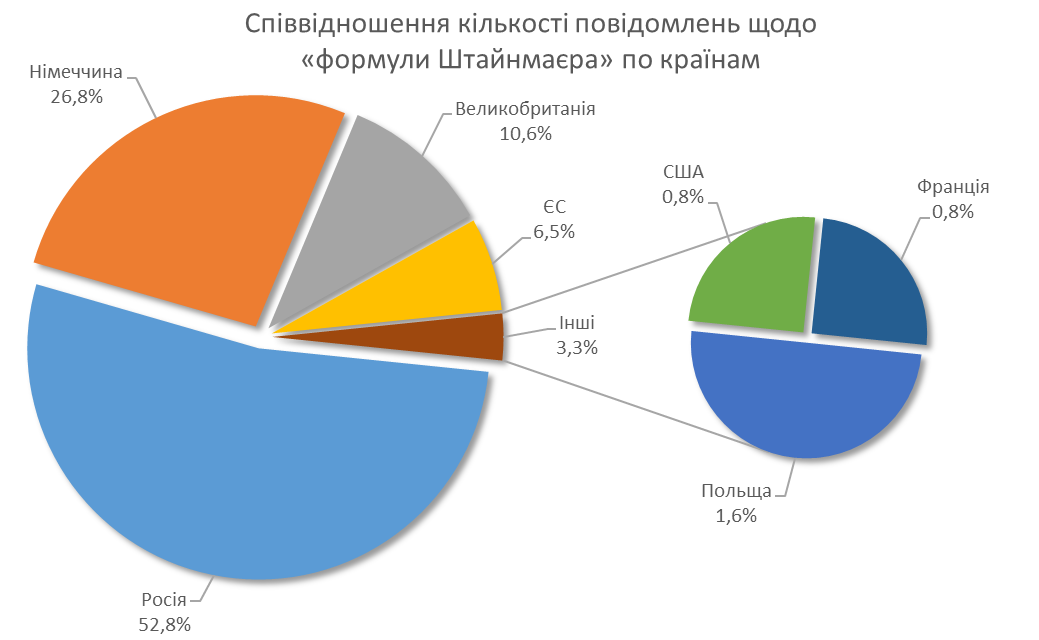 Співвідношення кількості повідомлень щодо
«формули Штайнмаєра» по країнам
Німеччина
26,8%
Великобританія
10,6%
ЄС
6,5%
Інші
3,3%
США
0,8%
Франція
0,8%
Польща
1,6%
Росія
52,8%